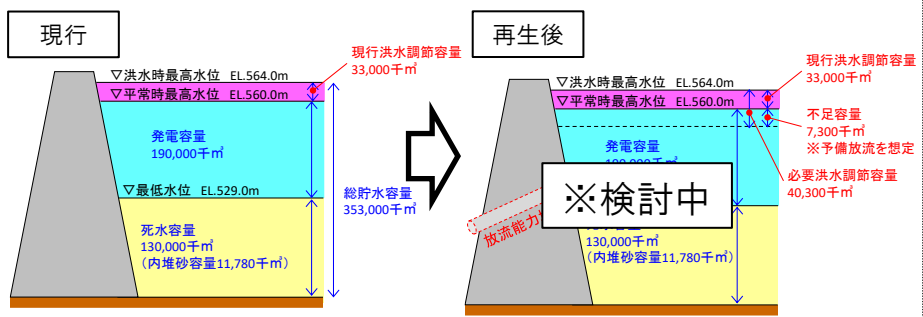 現行
現行洪水調節容量
33,000千㎥
▽洪水時最高水位 EL.564.0m
▽平常時最高水位 EL.560.0m
発電容量
190,000千㎥
▽最低水位 EL.529.0m
総貯水容量
353,000千㎥
死水容量
130,000千㎥
(内堆砂容量11,780千㎥)
再生後
現行洪水調節容量
33,000千㎥
▽洪水時最高水位 EL.564.0m
▽平常時最高水位 EL.560.0m
不足容量
7,300千㎥
※予備放流を想定
発電容量
必要洪水調節容量
40,300千㎥
※検討中
放流能力
130,000千㎥
(内堆砂容量11,780千㎥)